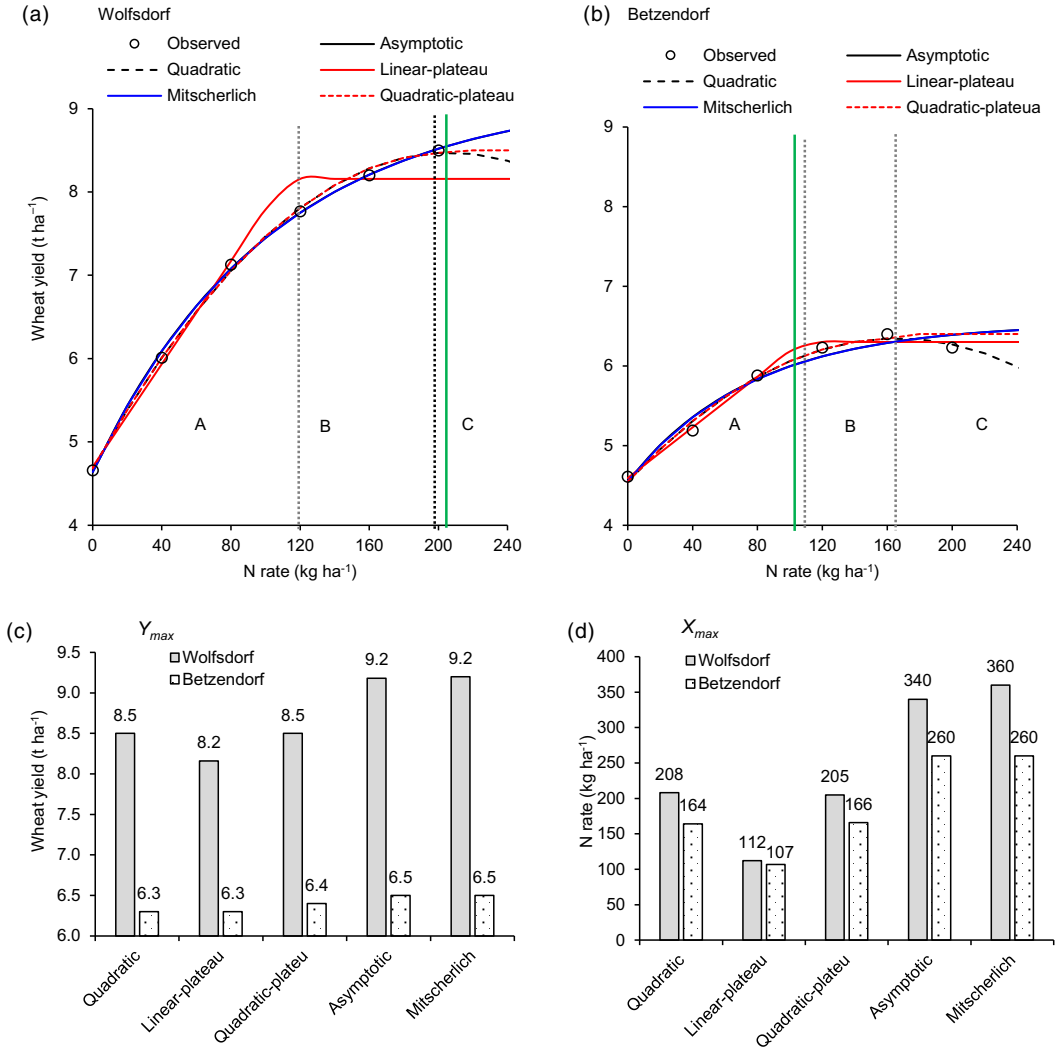 (a) Wolfsdorf
Observed Asymptotic
Quadratic Linear-plateau
Mitscherlich Quadratic-plateau
9
8
7
6
5
4
Wheat yield (t ha⁻¹)
A B C
0 40 80 120 160 200 240
N rate (kg ha⁻¹)
(b) Betzendorf
Observed Asymptotic
Quadratic Linear-plateau
Mitscherlich Quadratic-plateua
9
8
7
6
5
4
Wheat yield (t ha⁻¹)
A B C
0 40 80 120 160 200 240
N rate (kg ha⁻¹)
(c) Ymax
Wolfsdorf
Betzendorf
9.5
9.0
8.5
8.0
7.5
7.0
6.5
6.0
Wheat yield (t ha⁻¹)
8.5 6.3 8.2 6.3 8.5 6.4 9.2 6.5 9.2 6.5
Quadratic
Linear-plateau
Quadratic-plateu
Asymptotic
Mitscherlich
(d) Xmax
Wolfsdorf
Betzendorf
400
350
300
250
200
150
100
50
0
N rate (kg ha⁻¹)
208 164 112 107 205 166 340 260 360 260
Quadratic
Linear-plateau
Quadratic-plateu
Asymptotic
Mitscherlich